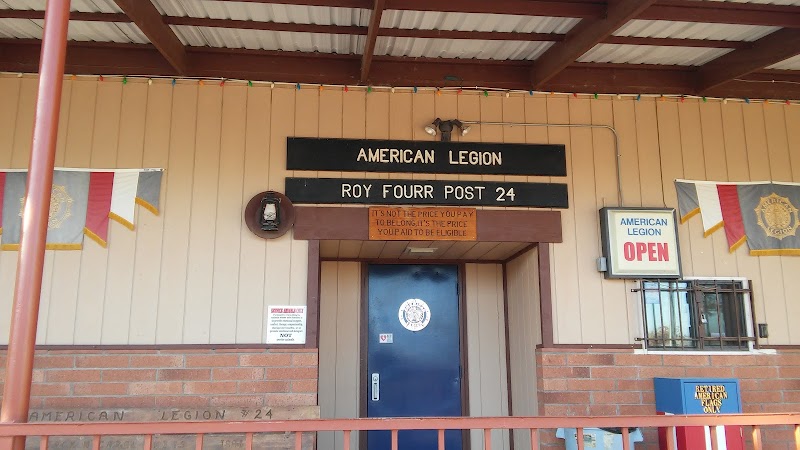 AMERICAN LEGION
ROY FOURR POST 24
IT'S NOT THE PRICE YOU PAY
TO BELONG, IT'S THE PRICE
YOU PAID TO BE ELIGIBLE
AMERICAN
LEGION
OPEN
NOT
RETIRED
AMERICAN
FLAGS
ONLY
AMERICAN LEGION #24